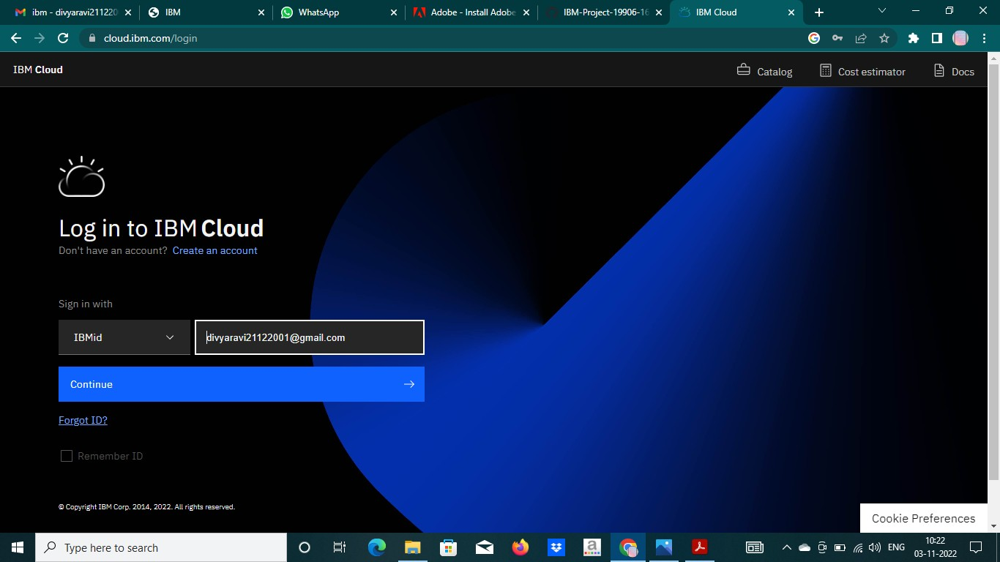 ibm - divyaravi211220
IBM
WhatsApp
Adobe - Install Adobe
IBM-Project-19906-16
IBM Cloud
cloud.ibm.com/login
IBM Cloud
Catalog
Cost estimator
Docs
Log in to IBM Cloud
Don't have an account? Create an account
Sign in with
IBMid
divyaravi21122001@gmail.com
Continue
Forgot ID?
Remember ID
© Copyright IBM Corp. 2014, 2022. All rights reserved.
Cookie Preferences
Type here to search
a
ENG
10:22
03-11-2022